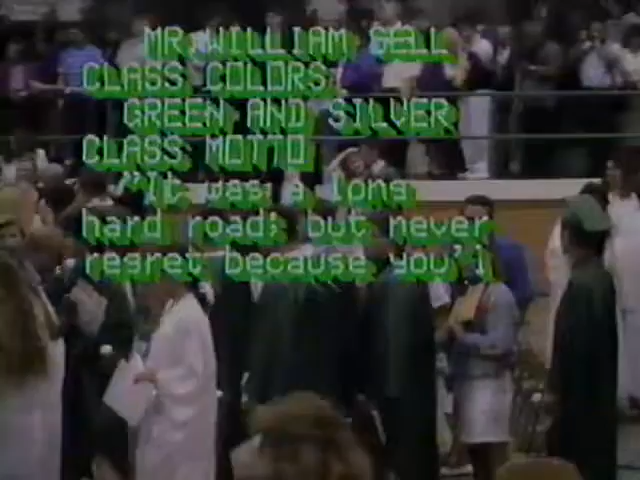 MR.WILLIAM SELL
CLASS COLORS
GREEN AND SILVER
CLASS MOTTO
"It was a long,
hard road; but never
regret because you'l